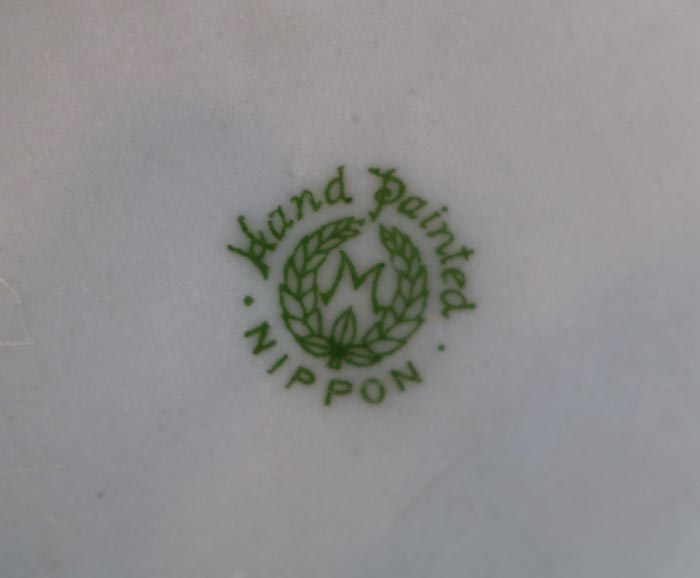 Hand Painted
M
· NIPPON ·